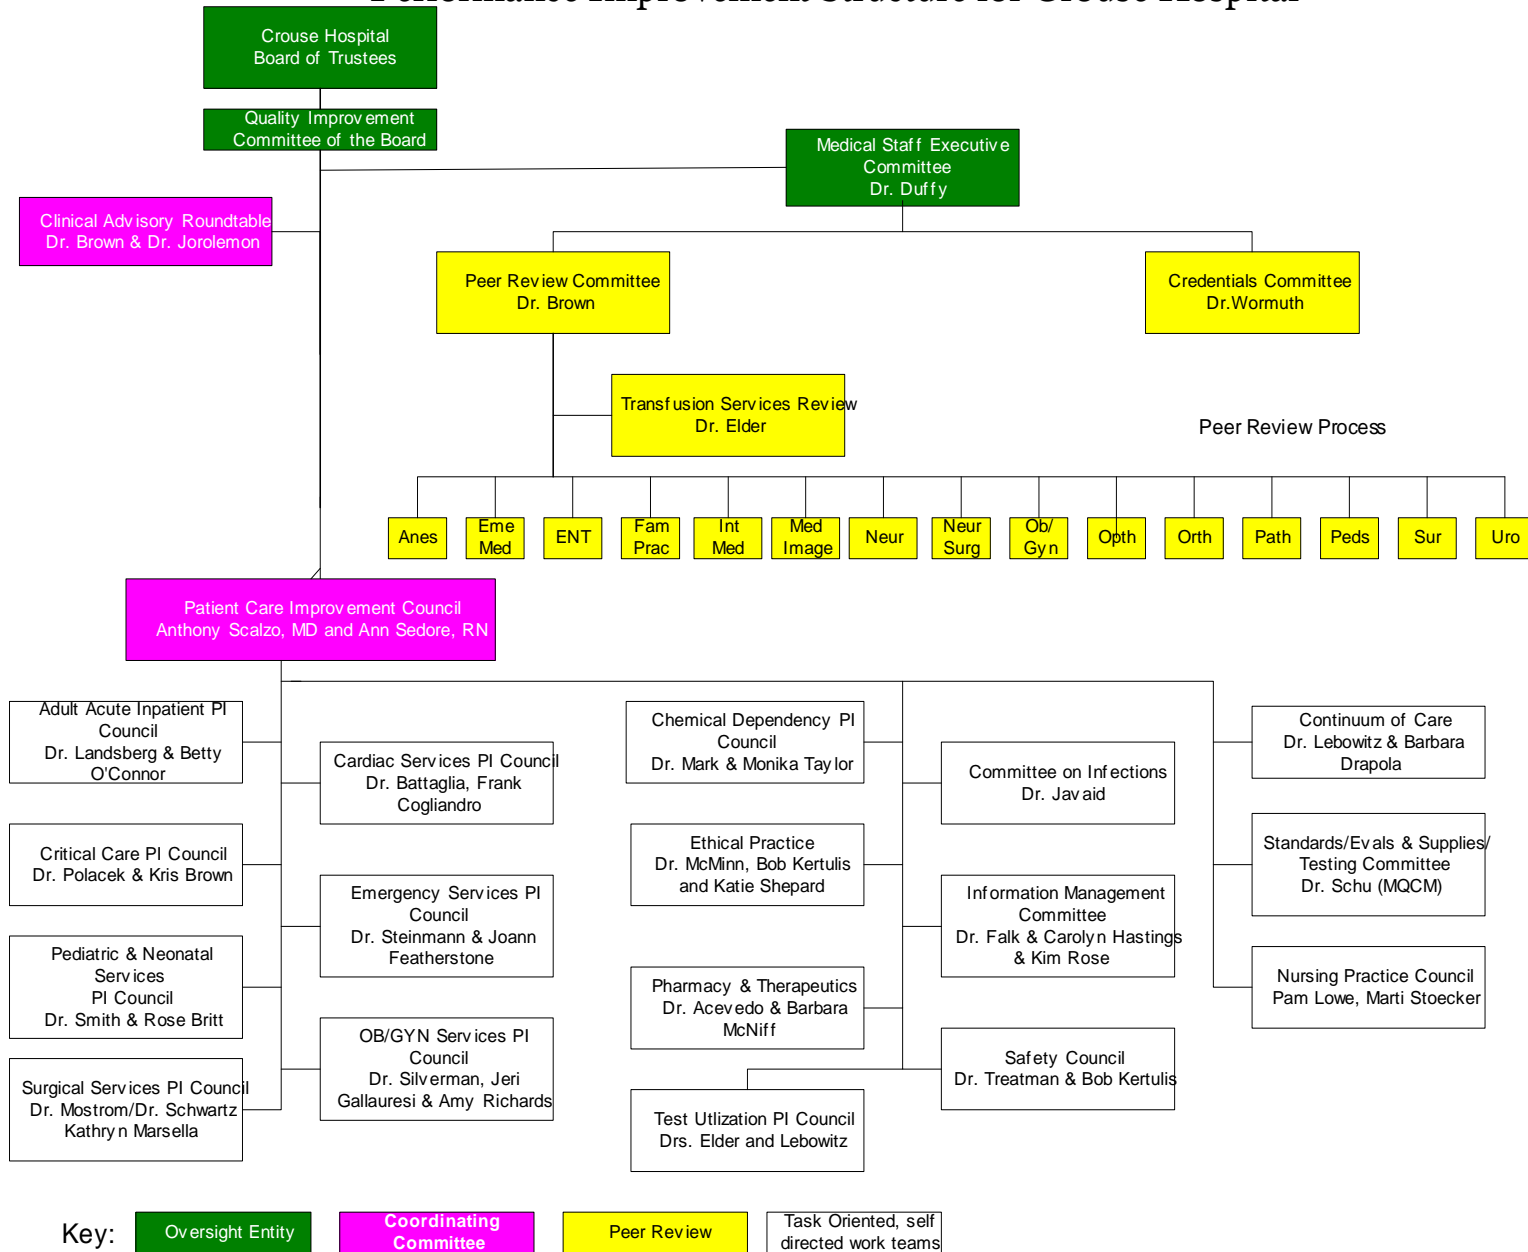 Performance Improvement Structure for Crouse Hospital
Crouse Hospital
Board of Trustees
Quality Improvement
Committee of the Board
Medical Staff Executive
Committee
Dr. Duffy
Clinical Advisory Roundtable
Dr. Brown & Dr. Jorolemon
Peer Review Committee
Dr. Brown
Credentials Committee
Dr.Wormuth
Transfusion Services Review
Dr. Elder
Peer Review Process
Anes
Eme
Med
ENT
Fam
Prac
Int
Med
Med
Image
Neur
Neur
Surg
Ob/
Gyn
Opth
Orth
Path
Peds
Sur
Uro
Patient Care Improvement Council
Anthony Scalzo, MD and Ann Sedore, RN
Adult Acute Inpatient PI
Council
Dr. Landsberg & Betty
O'Connor
Cardiac Services PI Council
Dr. Battaglia, Frank
Cogliandro
Critical Care PI Council
Dr. Polacek & Kris Brown
Emergency Services PI
Council
Dr. Steinmann & Joann
Featherstone
Pediatric & Neonatal
Services
PI Council
Dr. Smith & Rose Britt
OB/GYN Services PI
Council
Dr. Silverman, Jeri
Gallauresi & Amy Richards
Surgical Services PI Council
Dr. Mostrom/Dr. Schwartz
Kathryn Marsella
Chemical Dependency PI
Council
Dr. Mark & Monika Taylor
Committee on Infections
Dr. Javaid
Ethical Practice
Dr. McMinn, Bob Kertulis
and Katie Shepard
Information Management
Committee
Dr. Falk & Carolyn Hastings
& Kim Rose
Pharmacy & Therapeutics
Dr. Acevedo & Barbara
McNiff
Safety Council
Dr. Treatman & Bob Kertulis
Test Utlization PI Council
Drs. Elder and Lebowitz
Continuum of Care
Dr. Lebowitz & Barbara
Drapola
Standards/Evals & Supplies/
Testing Committee
Dr. Schu (MQCM)
Nursing Practice Council
Pam Lowe, Marti Stoecker
Key:
Oversight Entity
Coordinating
Committee
Peer Review
Task Oriented, self
directed work teams